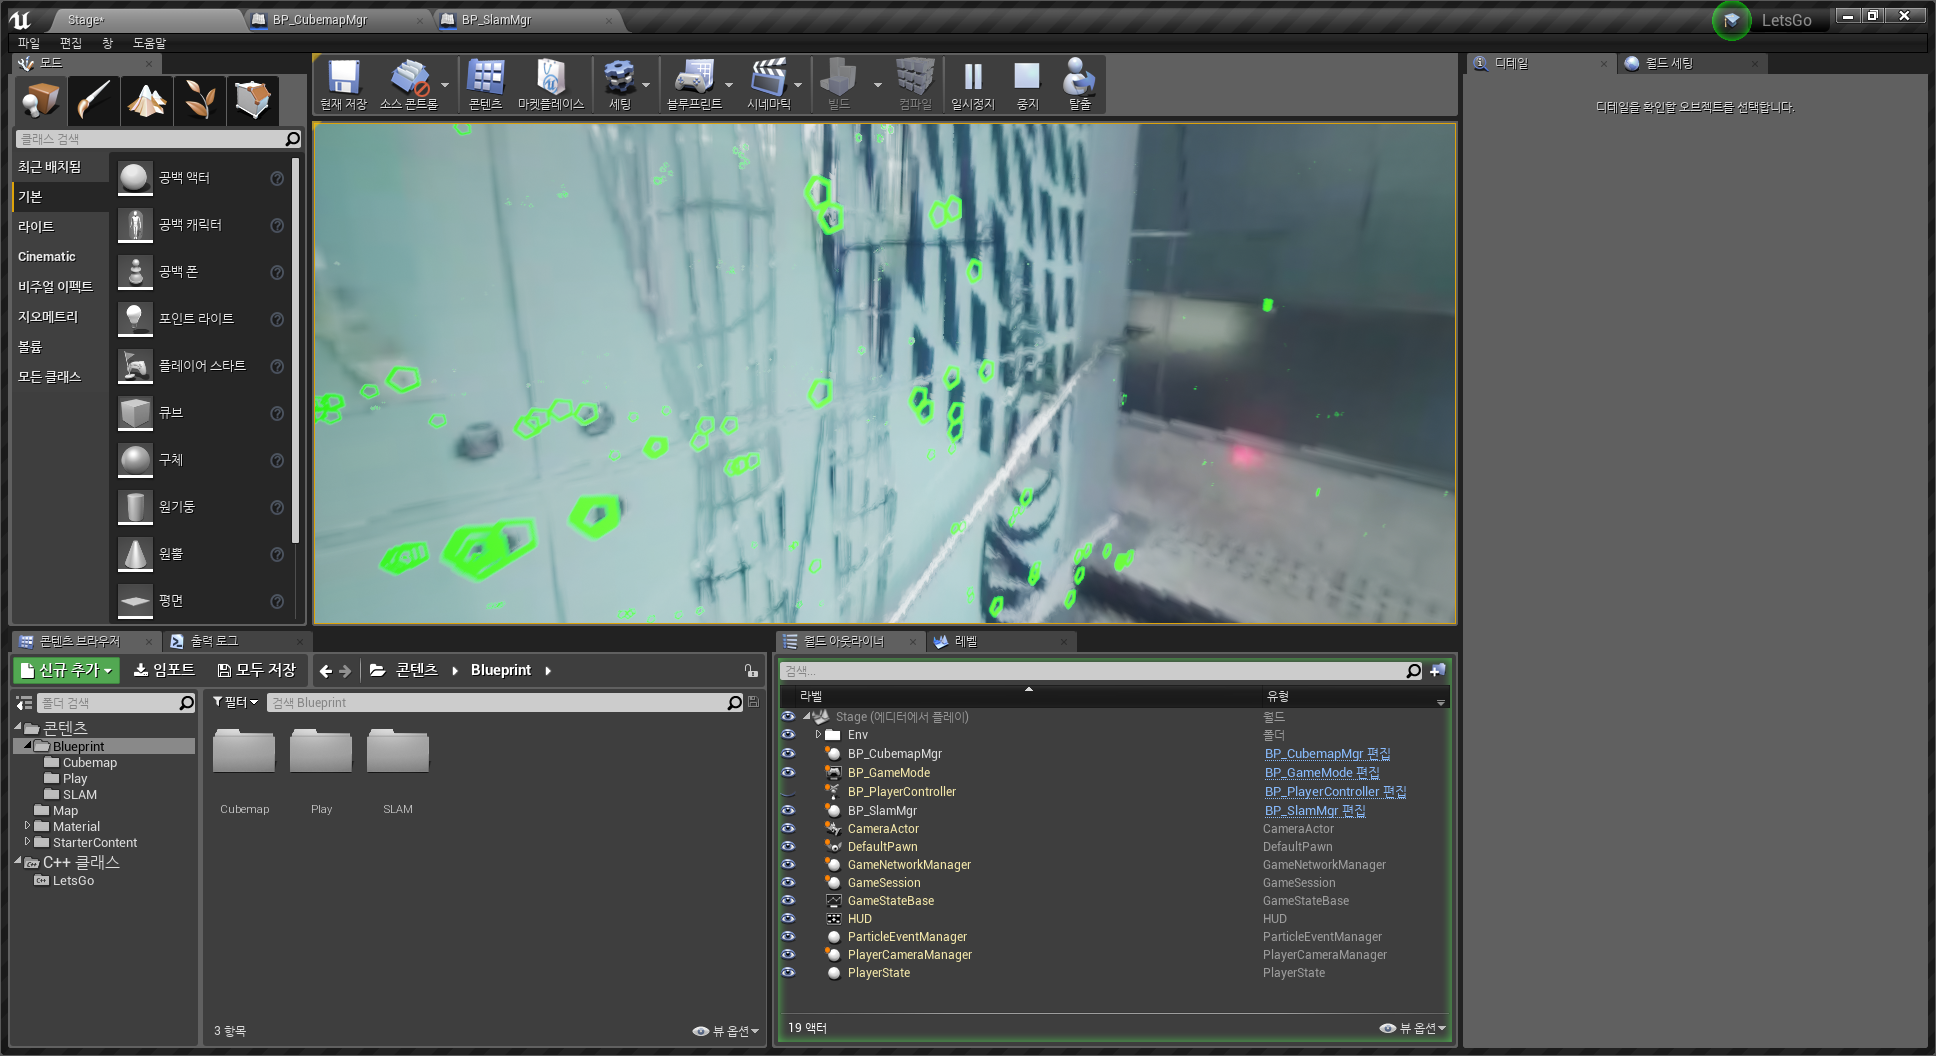 Stage*
BP_CubemapMgr
BP_SlamMgr
LetsGo
파일 편집 창 도움말
모드
현재 저장
소스 콘트롤
콘텐츠
마켓플레이스
세팅
블루프린트
시네마틱
빌드
컴파일
일시정지
중지
탈출
디테일
월드 세팅
디테일을 확인할 오브젝트를 선택합니다.
클래스 검색
최근 배치됨
기본
라이트
Cinematic
비주얼 이펙트
지오메트리
볼륨
모든 클래스
공백 액터
공백 캐릭터
공백 폰
포인트 라이트
플레이어 스타트
큐브
구체
원기둥
원뿔
평면
콘텐츠 브라우저
출력 로그
신규 추가
임포트
모두 저장
콘텐츠
Blueprint
폴더 검색
필터
검색 Blueprint
콘텐츠
Blueprint
Cubemap
Play
SLAM
Map
Material
StarterContent
C++ 클래스
LetsGo
Cubemap
Play
SLAM
3 항목
뷰 옵션
월드 아웃라이너
레벨
검색...
라벨 유형
Stage (에디터에서 플레이) 월드
Env 폴더
BP_CubemapMgr BP_CubemapMgr 편집
BP_GameMode BP_GameMode 편집
BP_PlayerController BP_PlayerController 편집
BP_SlamMgr BP_SlamMgr 편집
CameraActor CameraActor
DefaultPawn DefaultPawn
GameNetworkManager GameNetworkManager
GameSession GameSession
GameStateBase GameStateBase
HUD HUD
ParticleEventManager ParticleEventManager
PlayerCameraManager PlayerCameraManager
PlayerState PlayerState
19 액터
뷰 옵션